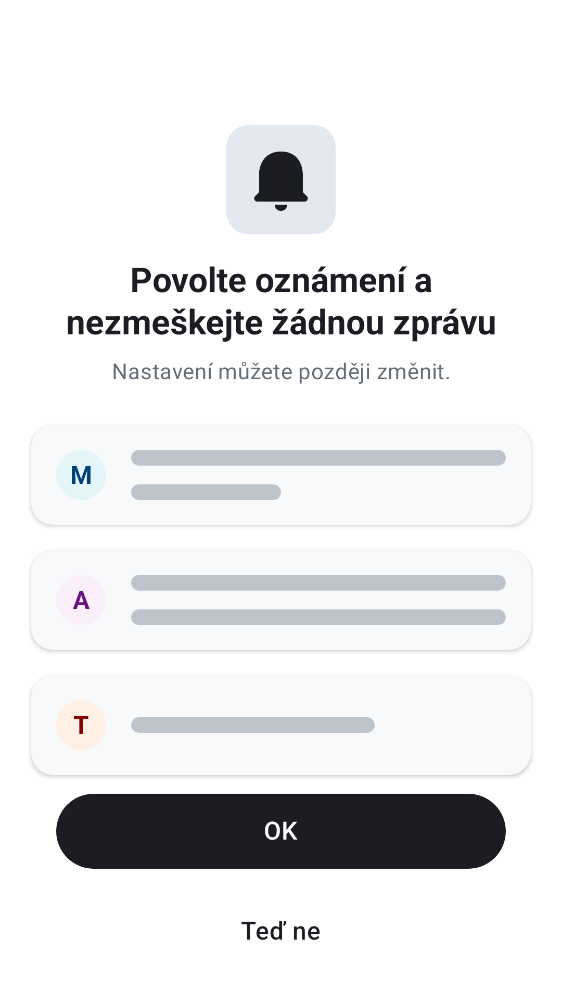 Povolte oznámení a
nezmeškejte žádnou zprávu
Nastavení můžete později změnit.
M
A
T
OK
Teď ne